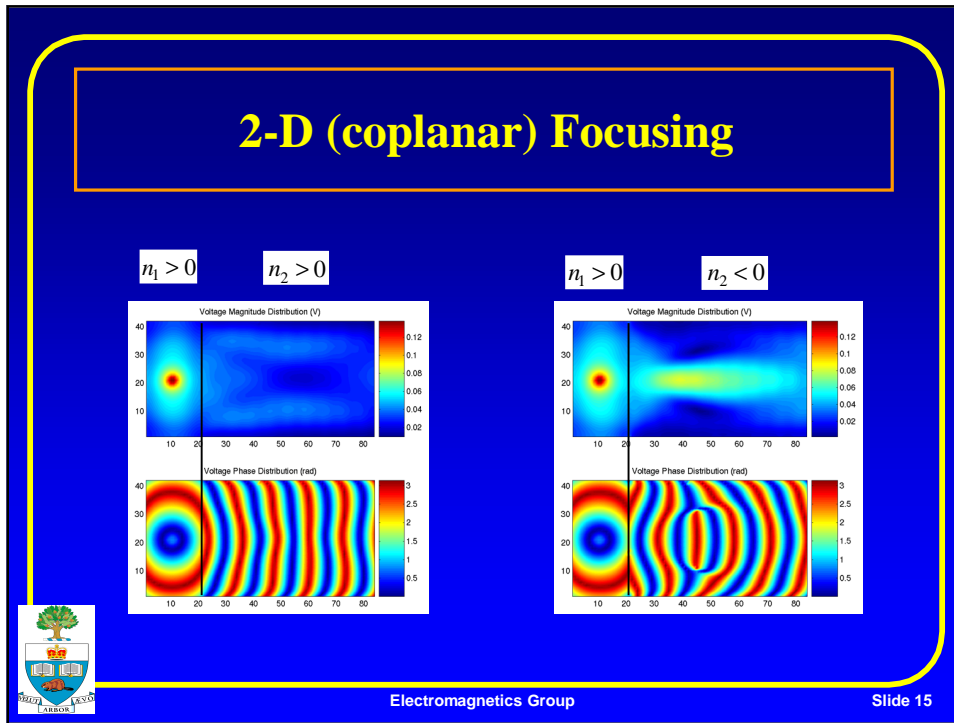 2-D (coplanar) Focusing
n₁ > 0
n₂ > 0
Voltage Magnitude Distribution (V)
40
30
20
10
10 20 30 40 50 60 70 80
0.12
0.1
0.08
0.06
0.04
0.02
Voltage Phase Distribution (rad)
40
30
20
10
10 20 30 40 50 60 70 80
3
2.5
2
1.5
1
0.5
n₁ > 0
n₂ < 0
Voltage Magnitude Distribution (V)
40
30
20
10
10 20 30 40 50 60 70 80
0.12
0.1
0.08
0.06
0.04
0.02
Voltage Phase Distribution (rad)
40
30
20
10
10 20 30 40 50 60 70 80
3
2.5
2
1.5
1
0.5
VELUT ARBOR ÆVO
Electromagnetics Group
Slide 15